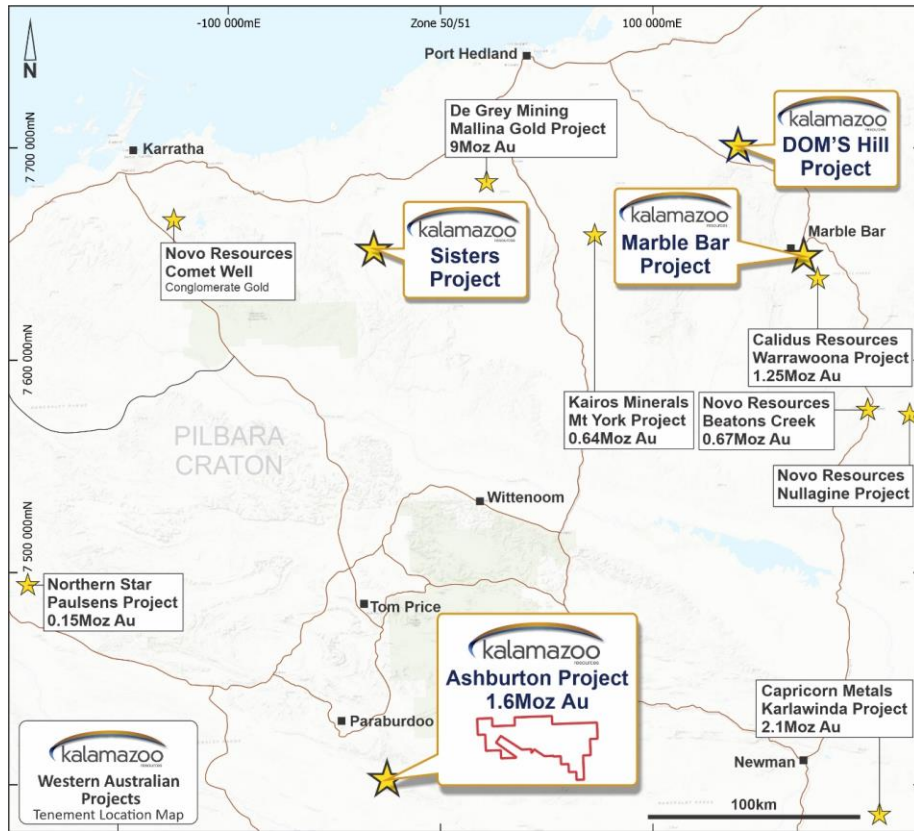 -100 000mE
Zone 50/51
100 000mE
N
7 700 000mN
7 600 000mN
7 500 000mN
Port Hedland
Karratha
De Grey Mining
Mallina Gold Project
9Moz Au
kalamazoo
resources
DOM'S Hill
Project
kalamazoo
resources
Sisters
Project
kalamazoo
resources
Marble Bar
Project
Marble Bar
Novo Resources
Comet Well
Conglomerate Gold
Calidus Resources
Warrawoona Project
1.25Moz Au
Kairos Minerals
Mt York Project
0.64Moz Au
Novo Resources
Beatons Creek
0.67Moz Au
Novo Resources
Nullagine Project
PILBARA
CRATON
Wittenoom
Northern Star
Paulsens Project
0.15Moz Au
Tom Price
kalamazoo
resources
Ashburton Project
1.6Moz Au
Paraburdoo
Capricorn Metals
Karlawinda Project
2.1Moz Au
Newman
kalamazoo
resources
Western Australian
Projects
Tenement Location Map
100km